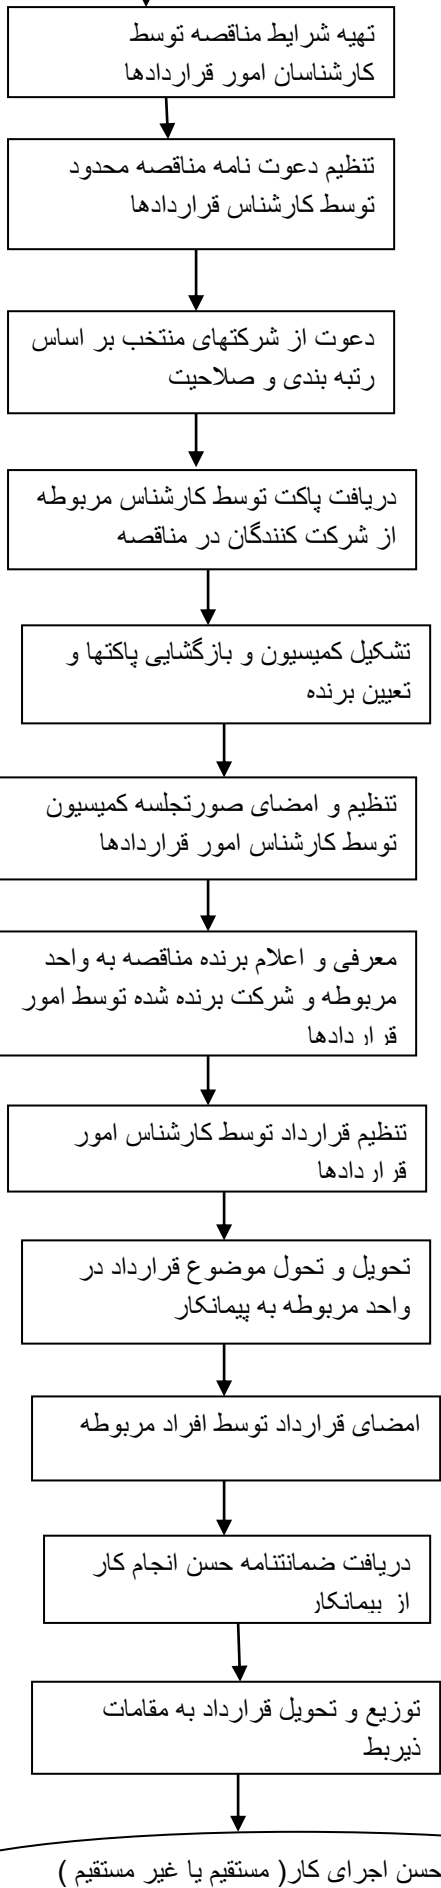 تهیه شرایط مناقصه توسط
کارشناسان امور قراردادها
تنظیم دعوت نامه مناقصه محدود
توسط کارشناس قراردادها
دعوت از شرکتهای منتخب بر اساس
رتبه بندی و صلاحیت
دریافت پاکت توسط کارشناس مربوطه
از شرکت کنندگان در مناقصه
تشکیل کمیسیون و بازگشایی پاکتها و
تعیین برنده
تنظیم و امضای صورتجلسه کمیسیون
توسط کارشناس امور قراردادها
معرفی و اعلام برنده مناقصه به واحد
مربوطه و شرکت برنده شده توسط امور
قراردادها
تنظیم قرارداد توسط کارشناس امور
قراردادها
تحویل و تحول موضوع قرارداد در
واحد مربوطه به پیمانکار
امضای قرارداد توسط افراد مربوطه
دریافت ضمانتنامه حسن انجام کار
از پیمانکار
توزیع و تحویل قرارداد به مقامات
ذیربط
حسن اجرای کار( مستقیم یا غیر مستقیم )